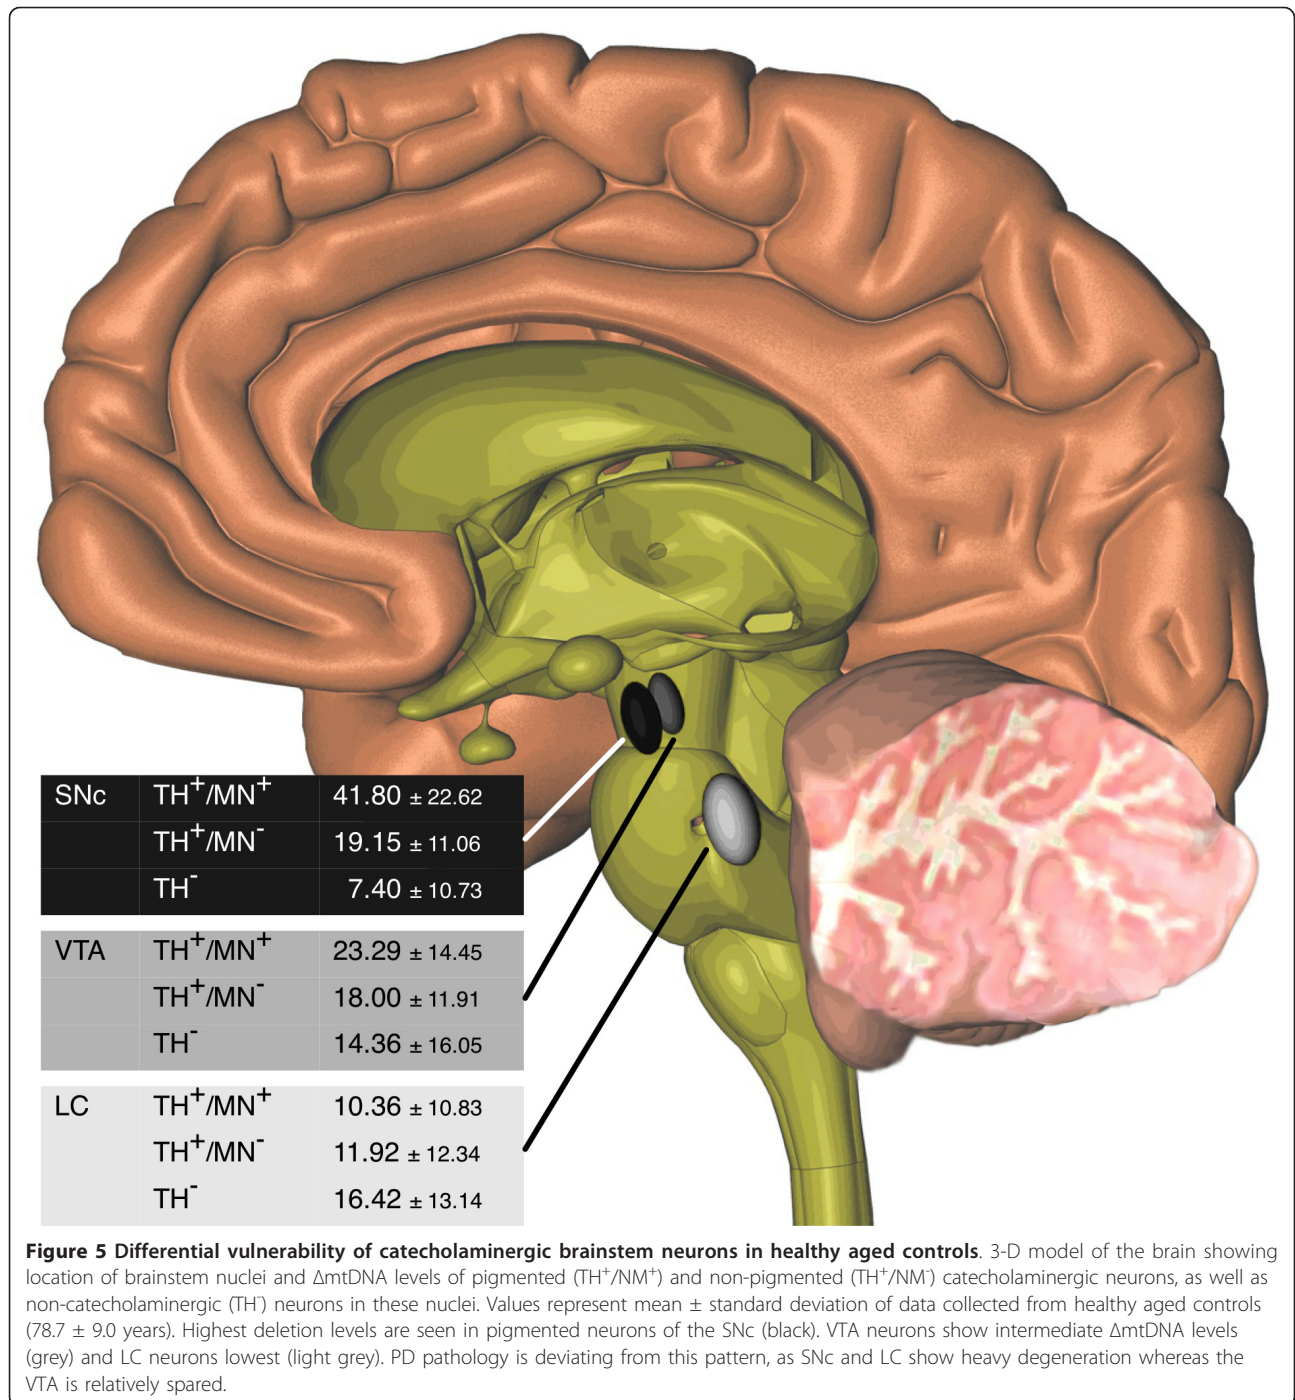 SNc TH⁺/MN⁺ 41.80 ± 22.62
TH⁺/MN⁻ 19.15 ± 11.06
TH⁻ 7.40 ± 10.73
VTA TH⁺/MN⁺ 23.29 ± 14.45
TH⁺/MN⁻ 18.00 ± 11.91
TH⁻ 14.36 ± 16.05
LC TH⁺/MN⁺ 10.36 ± 10.83
TH⁺/MN⁻ 11.92 ± 12.34
TH⁻ 16.42 ± 13.14
Figure 5 Differential vulnerability of catecholaminergic brainstem neurons in healthy aged controls. 3-D model of the brain showing
location of brainstem nuclei and ΔmtDNA levels of pigmented (TH⁺/NM⁺) and non-pigmented (TH⁺/NM⁻) catecholaminergic neurons, as well as
non-catecholaminergic (TH⁻) neurons in these nuclei. Values represent mean ± standard deviation of data collected from healthy aged controls
(78.7 ± 9.0 years). Highest deletion levels are seen in pigmented neurons of the SNc (black). VTA neurons show intermediate ΔmtDNA levels
(grey) and LC neurons lowest (light grey). PD pathology is deviating from this pattern, as SNc and LC show heavy degeneration whereas the
VTA is relatively spared.